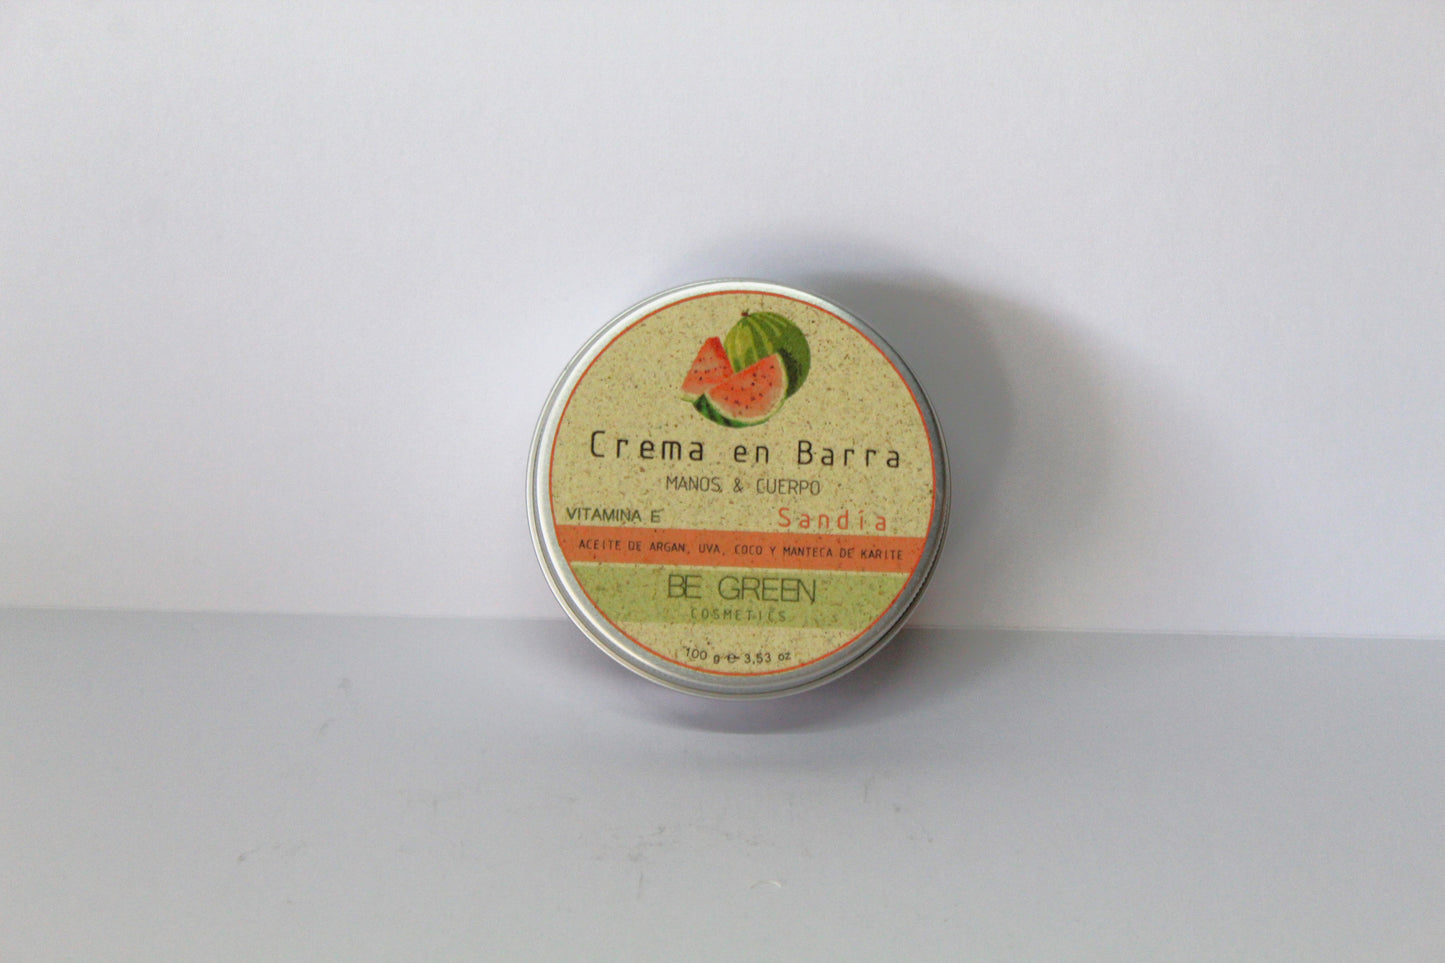 Crema en Barra
MANOS & CUERPO
VITAMINA E
Sandía
ACEITE DE ARGAN, UVA, COCO Y MANTECA DE KARITE
BE GREEN
COSMETICS
100 g ℮ 3,53 oz